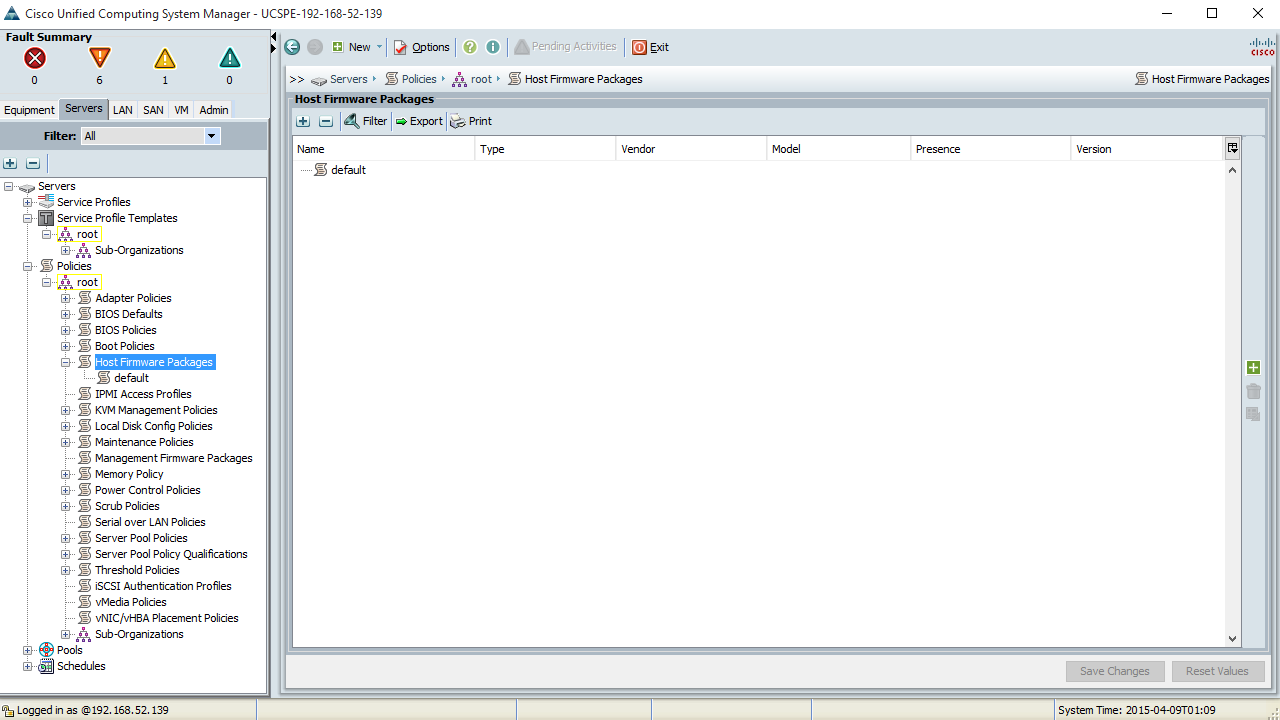 Cisco Unified Computing System Manager - UCSPE-192-168-52-139
Fault Summary
0 6 1 0
Equipment Servers LAN SAN VM Admin
Filter: All
Servers
Service Profiles
Service Profile Templates
root
Sub-Organizations
Policies
root
Adapter Policies
BIOS Defaults
BIOS Policies
Boot Policies
Host Firmware Packages
default
IPMI Access Profiles
KVM Management Policies
Local Disk Config Policies
Maintenance Policies
Management Firmware Packages
Memory Policy
Power Control Policies
Scrub Policies
Serial over LAN Policies
Server Pool Policies
Server Pool Policy Qualifications
Threshold Policies
iSCSI Authentication Profiles
vMedia Policies
vNIC/vHBA Placement Policies
Sub-Organizations
Pools
Schedules
New Options Pending Activities Exit
CISCO
>> Servers Policies root Host Firmware Packages Host Firmware Packages
Host Firmware Packages
Filter Export Print
Name Type Vendor Model Presence Version
default
Save Changes Reset Values
Logged in as @192.168.52.139 System Time: 2015-04-09T01:09